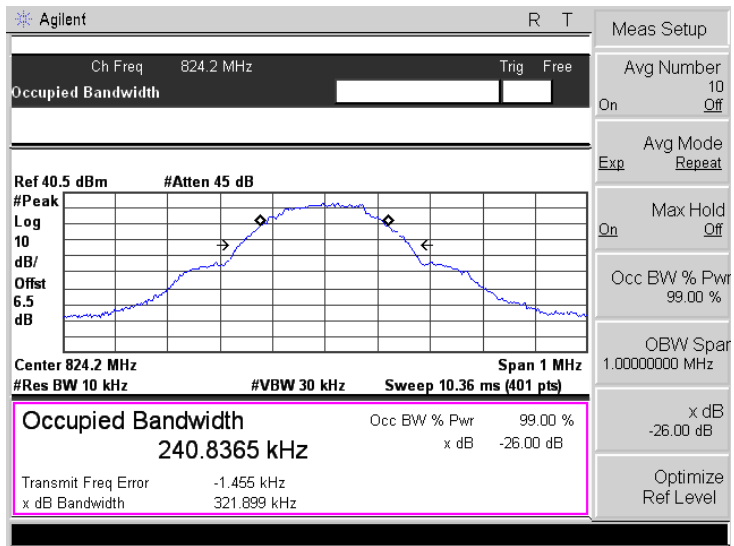 Agilent R T
Meas Setup
Ch Freq 824.2 MHz Trig Free
Occupied Bandwidth
Avg Number
10
On Off
Avg Mode
Exp Repeat
Max Hold
On Off
Occ BW % Pwr
99.00 %
OBW Spar
1.00000000 MHz
x dB
-26.00 dB
Optimize
Ref Level
Ref 40.5 dBm #Atten 45 dB
#Peak
Log
10
dB/
Offst
6.5
dB
Center 824.2 MHz Span 1 MHz
#Res BW 10 kHz #VBW 30 kHz Sweep 10.36 ms (401 pts)
Occupied Bandwidth
240.8365 kHz
Occ BW % Pwr 99.00 %
x dB -26.00 dB
Transmit Freq Error -1.455 kHz
x dB Bandwidth 321.899 kHz